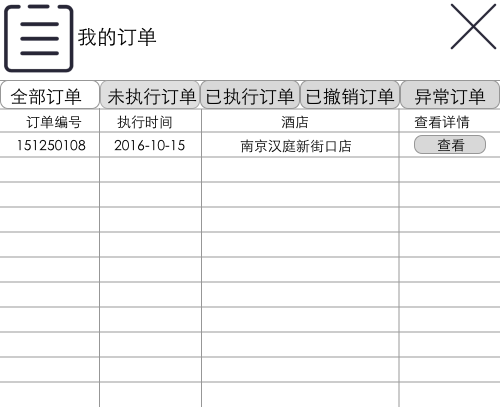 我的订单
全部订单 未执行订单 已执行订单 已撤销订单 异常订单
订单编号 执行时间 酒店 查看详情
151250108 2016-10-15 南京汉庭新街口店 查看